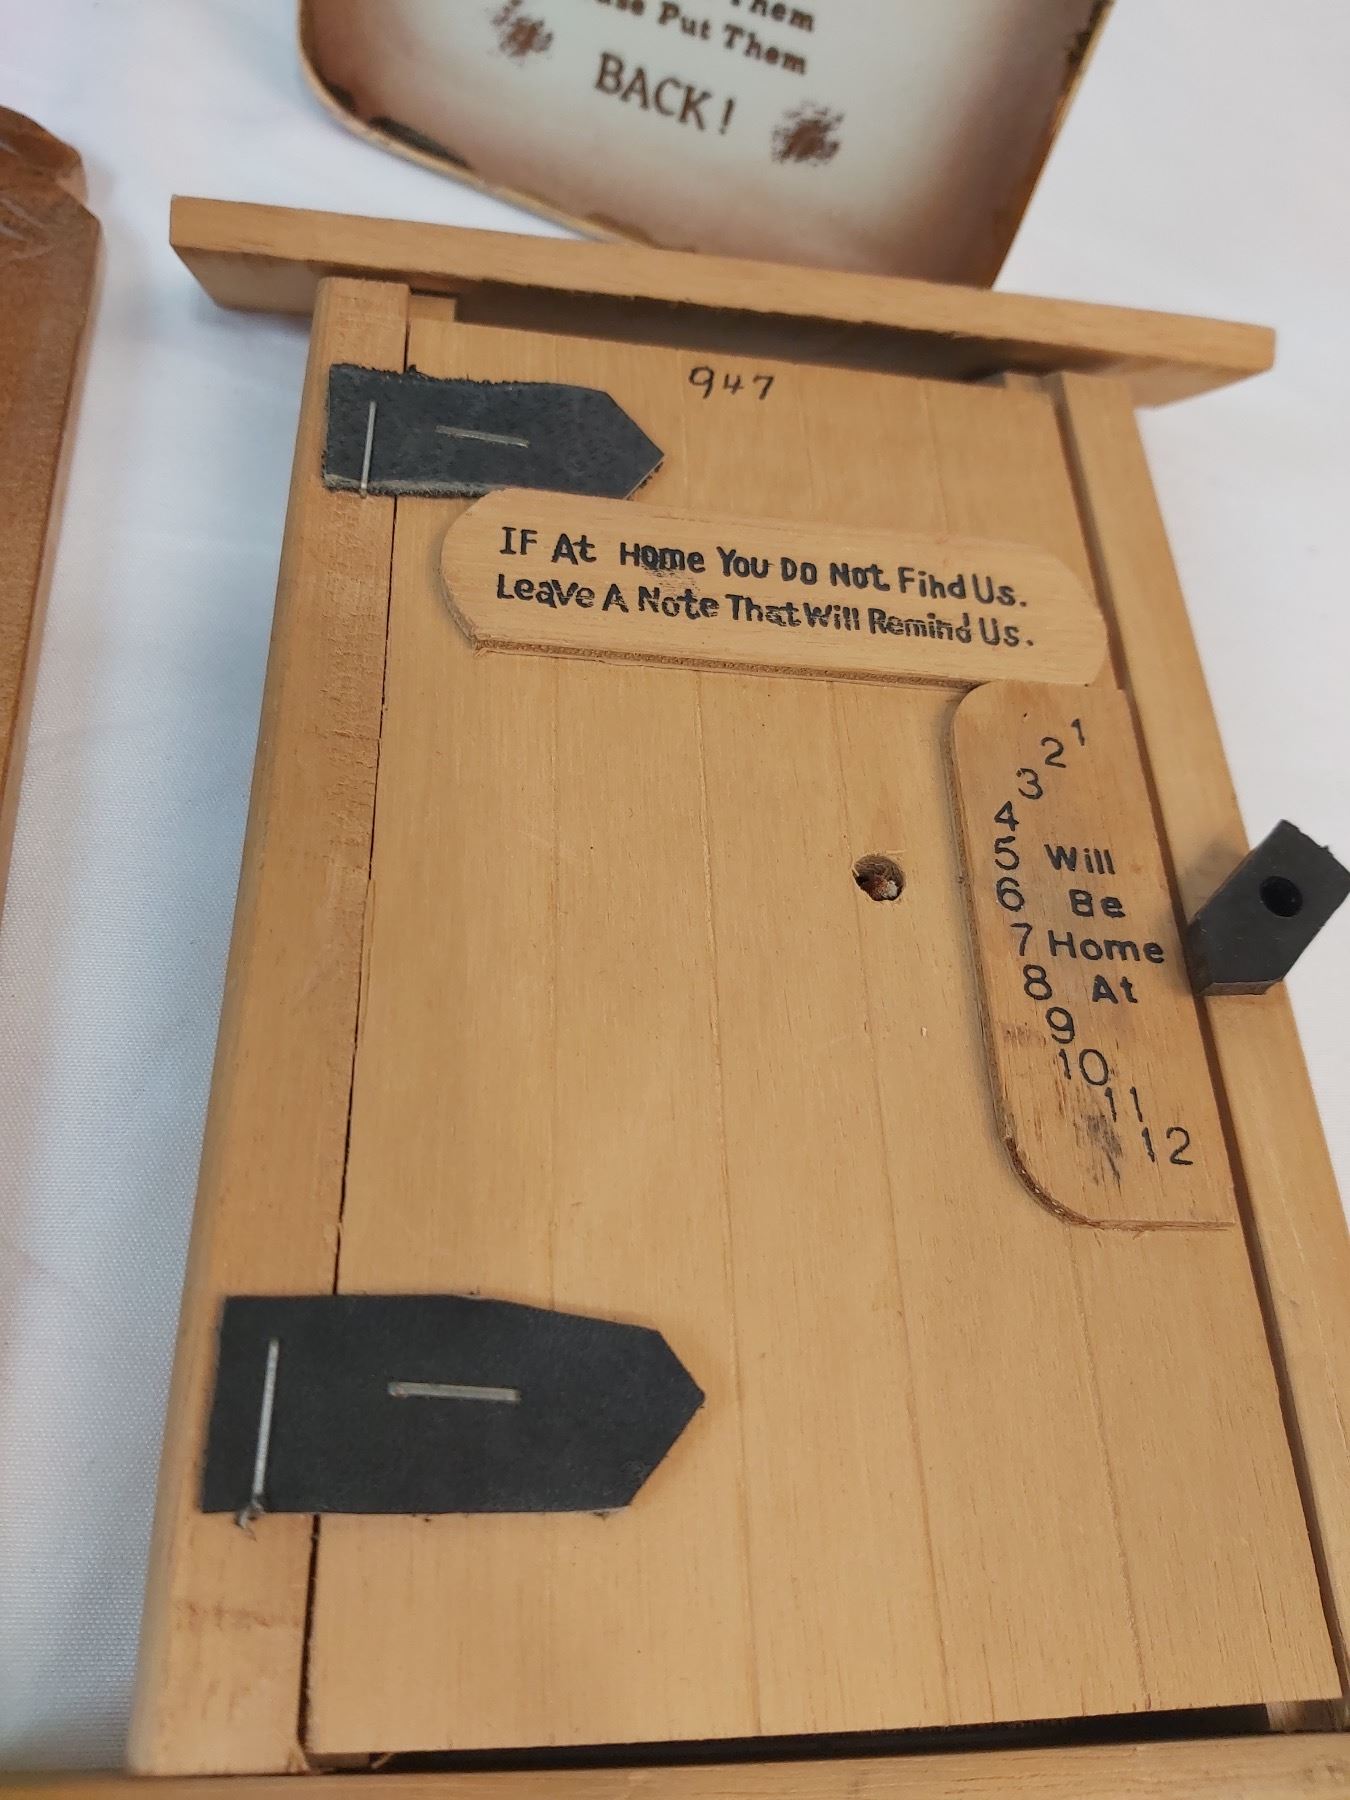 Them
Put Them
BACK!
947
IF At Home You Do Not Find Us.
Leave A Note That Will Remind Us.
1
2
3
4
5 Will
6 Be
7 Home
8 At
9
10
11
12